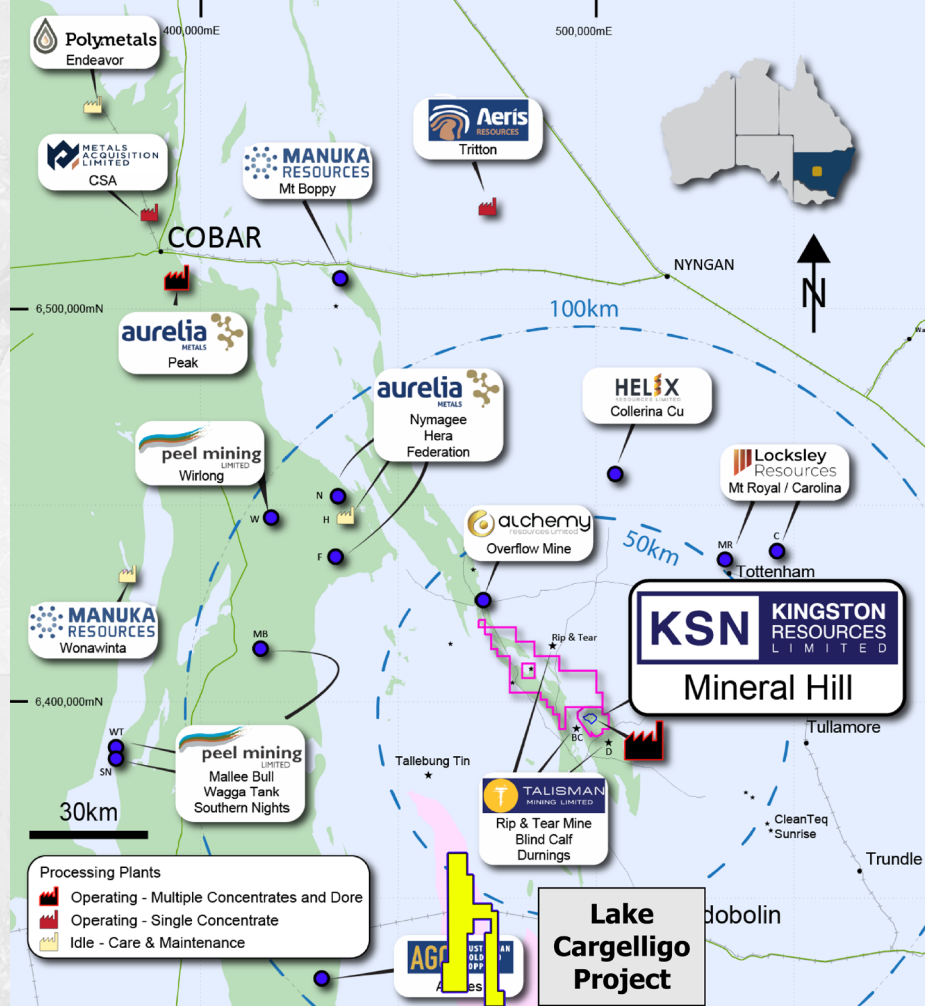 400,000mE
500,000mE
Polymetals
Endeavor
METALS
ACQUISITION
LIMITED
CSA
MANUKA
RESOURCES
Mt Boppy
Aeris
RESOURCES
Tritton
COBAR
NYNGAN
N
6,500,000mN
100km
aurelia
METALS
Peak
aurelia
METALS
Nymagee
Hera
Federation
HELIX
RESOURCES LIMITED
Collerina Cu
peel mining
LIMITED
Wirlong
Locksley
Resources
Mt Royal / Carolina
N
W
H
F
alchemy
resources limited
Overflow Mine
50km
MR
C
Tottenham
MANUKA
RESOURCES
Wonawinta
MB
Rip & Tear
KSN
KINGSTON
RESOURCES
LIMITED
Mineral Hill
6,400,000mN
WT
SN
BC
D
Tullamore
peel mining
LIMITED
Mallee Bull
Wagga Tank
Southern Nights
Tallebung Tin
TALISMAN
MINING LIMITED
Rip & Tear Mine
Blind Calf
Durnings
CleanTeq
Sunrise
30km
Trundle
Processing Plants
Operating - Multiple Concentrates and Dore
Operating - Single Concentrate
Idle - Care & Maintenance
Lake
Cargelligo
Project
dobolin
AGC